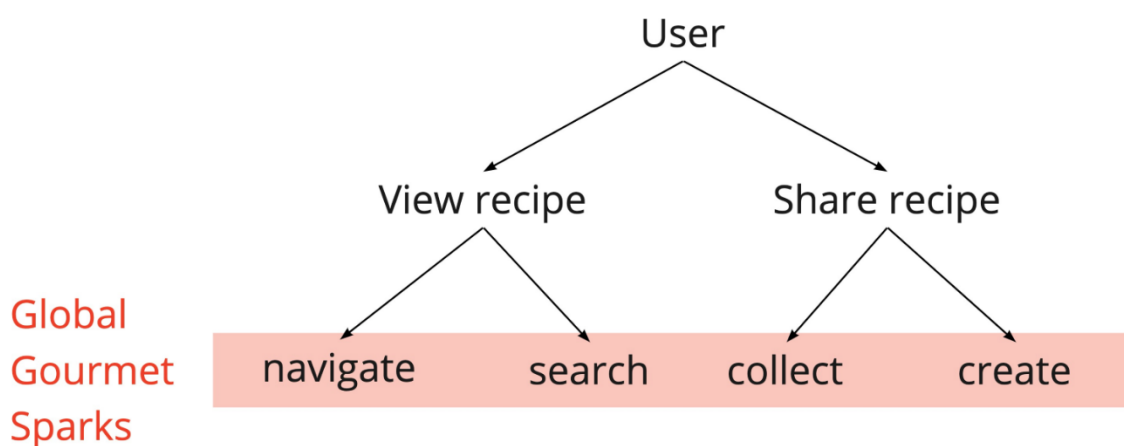 User
View recipe Share recipe
Global
Gourmet
Sparks
navigate search collect create